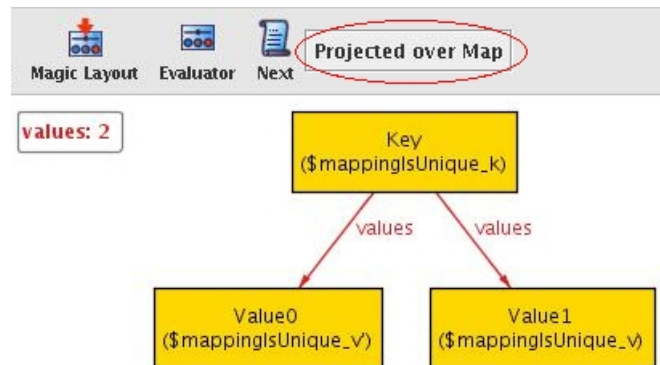 Magic Layout
Evaluator
Next
Projected over Map
values: 2
Key
($mappingIsUnique_k)
values
values
Value0
($mappingIsUnique_v')
Value1
($mappingIsUnique_v)